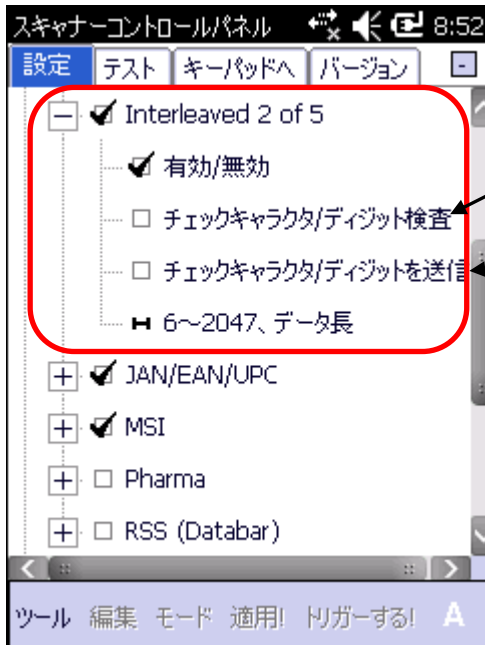 スキャナーコントロールパネル 8:52
設定 テスト キーパッドへ バージョン
Interleaved 2 of 5
有効/無効
チェックキャラクタ/ディジット検査
チェックキャラクタ/ディジットを送信
6～2047、データ長
JAN/EAN/UPC
MSI
Pharma
RSS (Databar)
ツール 編集 モード 適用! トリガーする! A